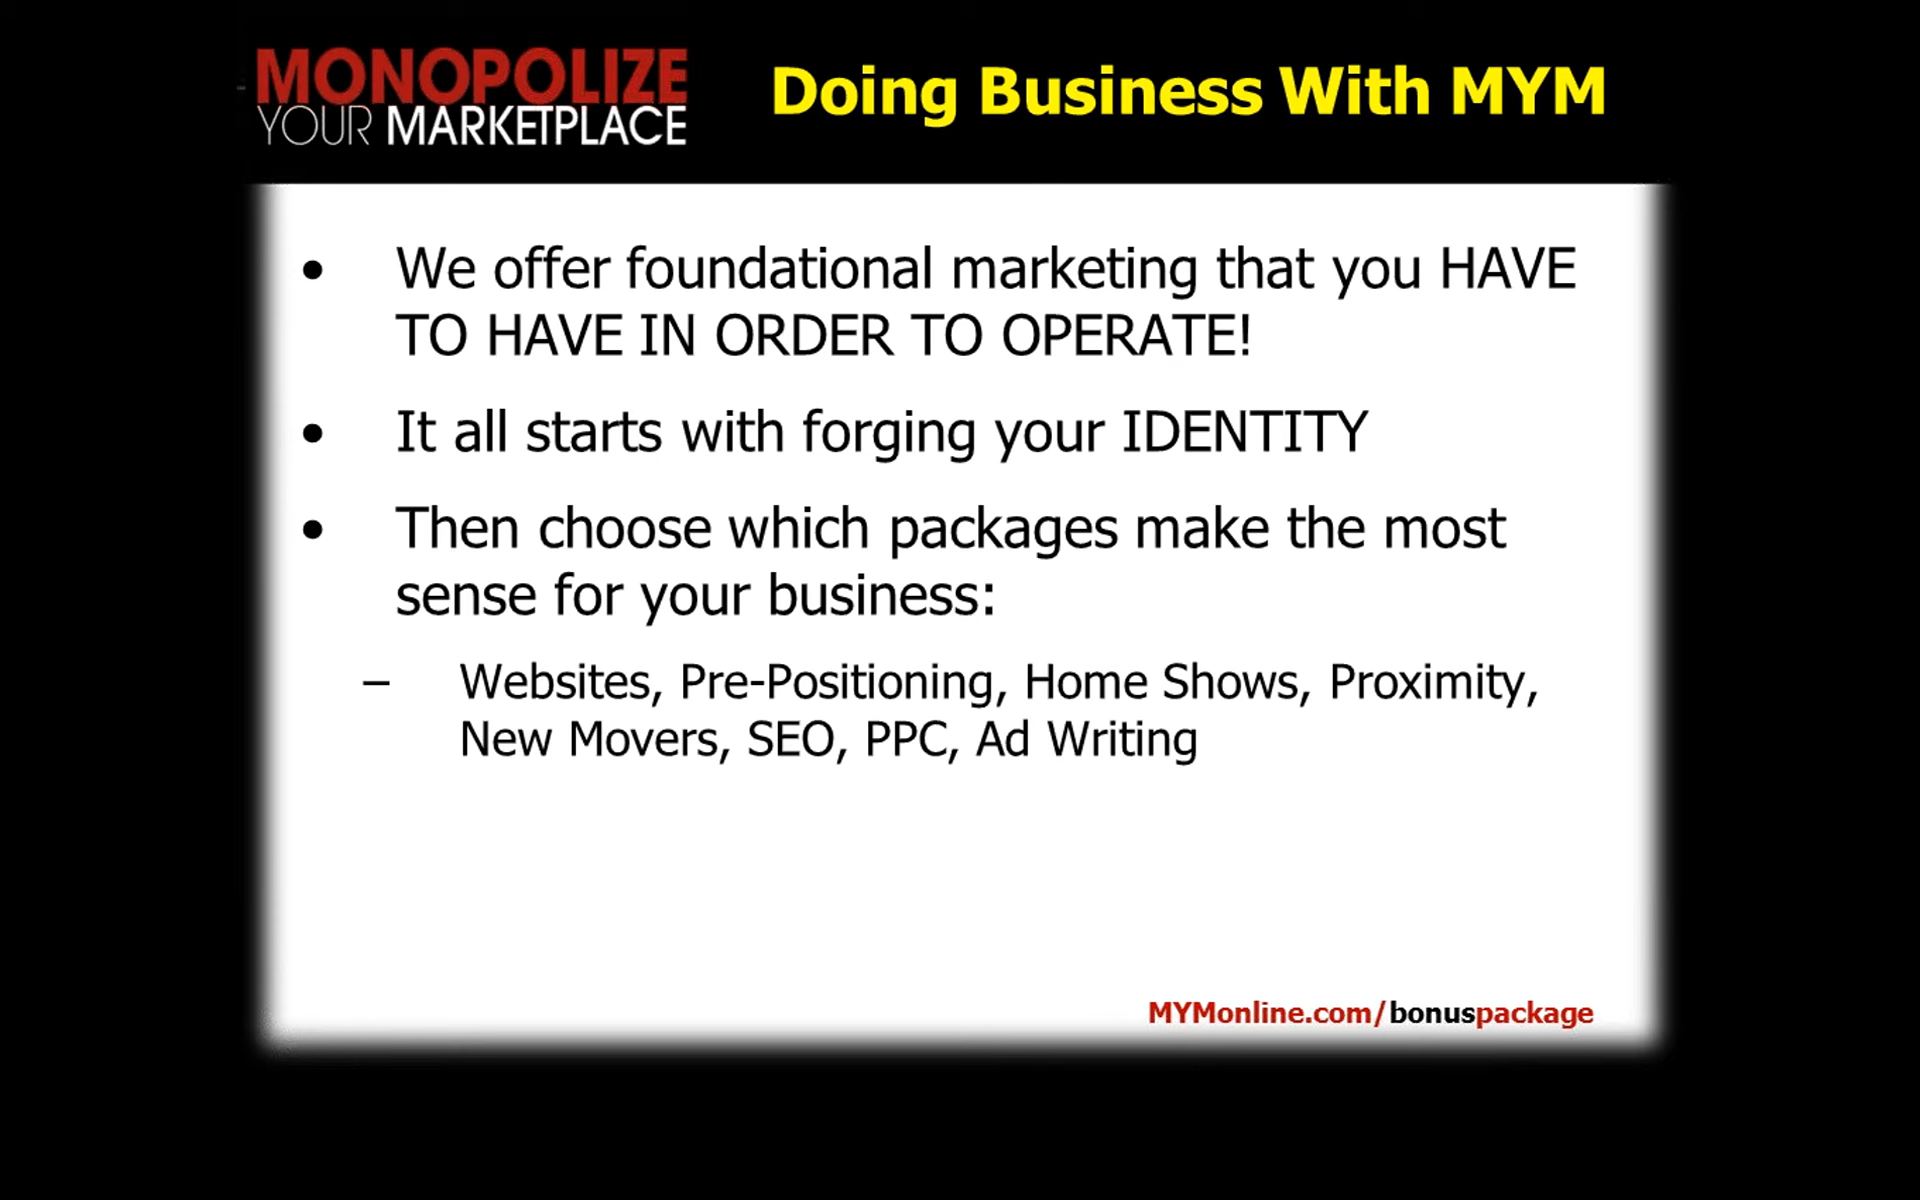 MONOPOLIZE
YOUR MARKETPLACE
Doing Business With MYM
• We offer foundational marketing that you HAVE
TO HAVE IN ORDER TO OPERATE!
• It all starts with forging your IDENTITY
• Then choose which packages make the most
sense for your business:
– Websites, Pre-Positioning, Home Shows, Proximity,
New Movers, SEO, PPC, Ad Writing
MYMonline.com/bonuspackage